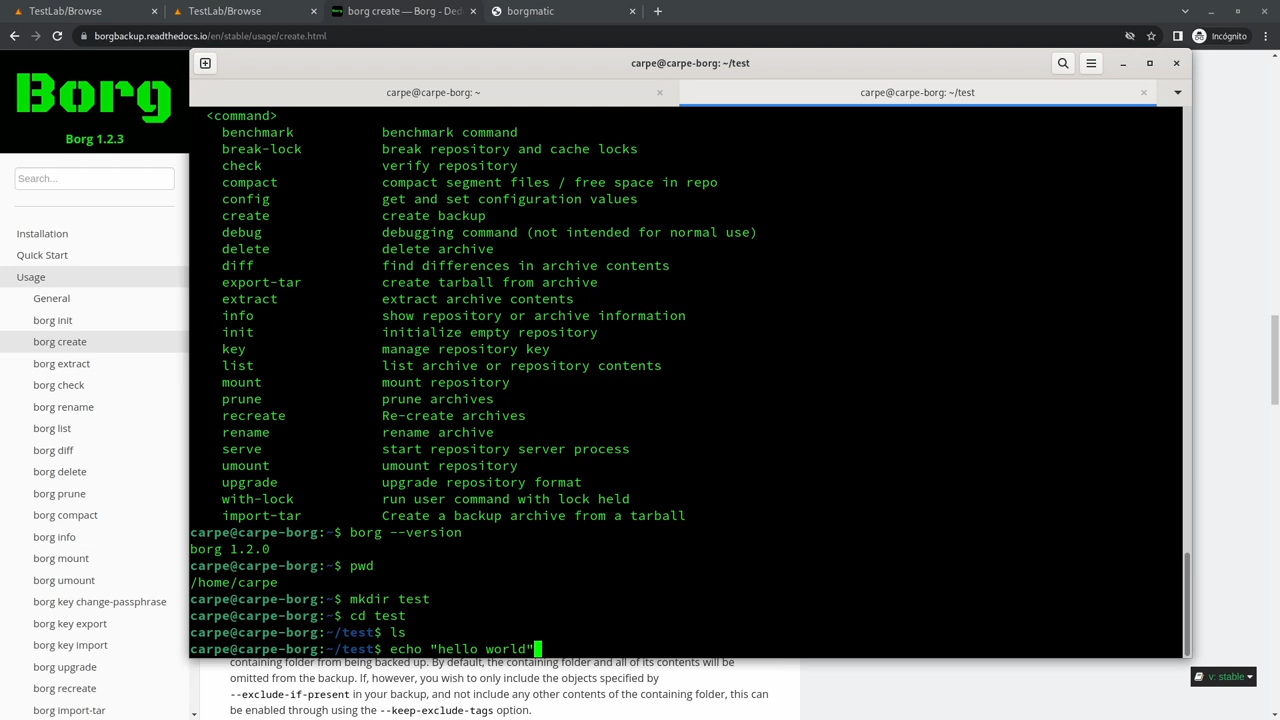 TestLab/Browse
TestLab/Browse
borg create — Borg - Ded
borgmatic
borgbackup.readthedocs.io/en/stable/usage/create.html
Incógnito
Borg
Borg 1.2.3
Search...
Installation
Quick Start
Usage
General
borg init
borg create
borg extract
borg check
borg rename
borg list
borg diff
borg delete
borg prune
borg compact
borg info
borg mount
borg umount
borg key change-passphrase
borg key export
borg key import
borg upgrade
borg recreate
borg import-tar
carpe@carpe-borg: ~/test
carpe@carpe-borg: ~
carpe@carpe-borg: ~/test
<command>
benchmark benchmark command
break-lock break repository and cache locks
check verify repository
compact compact segment files / free space in repo
config get and set configuration values
create create backup
debug debugging command (not intended for normal use)
delete delete archive
diff find differences in archive contents
export-tar create tarball from archive
extract extract archive contents
info show repository or archive information
init initialize empty repository
key manage repository key
list list archive or repository contents
mount mount repository
prune prune archives
recreate Re-create archives
rename rename archive
serve start repository server process
umount umount repository
upgrade upgrade repository format
with-lock run user command with lock held
import-tar Create a backup archive from a tarball
carpe@carpe-borg:~$ borg --version
borg 1.2.0
carpe@carpe-borg:~$ pwd
/home/carpe
carpe@carpe-borg:~$ mkdir test
carpe@carpe-borg:~$ cd test
carpe@carpe-borg:~/test$ ls
carpe@carpe-borg:~/test$ echo "hello world"
containing folder from being backed up. By default, the containing folder and all of its contents will be
omitted from the backup. If, however, you wish to only include the objects specified by
--exclude-if-present in your backup, and not include any other contents of the containing folder, this can
be enabled through using the --keep-exclude-tags option.
v: stable